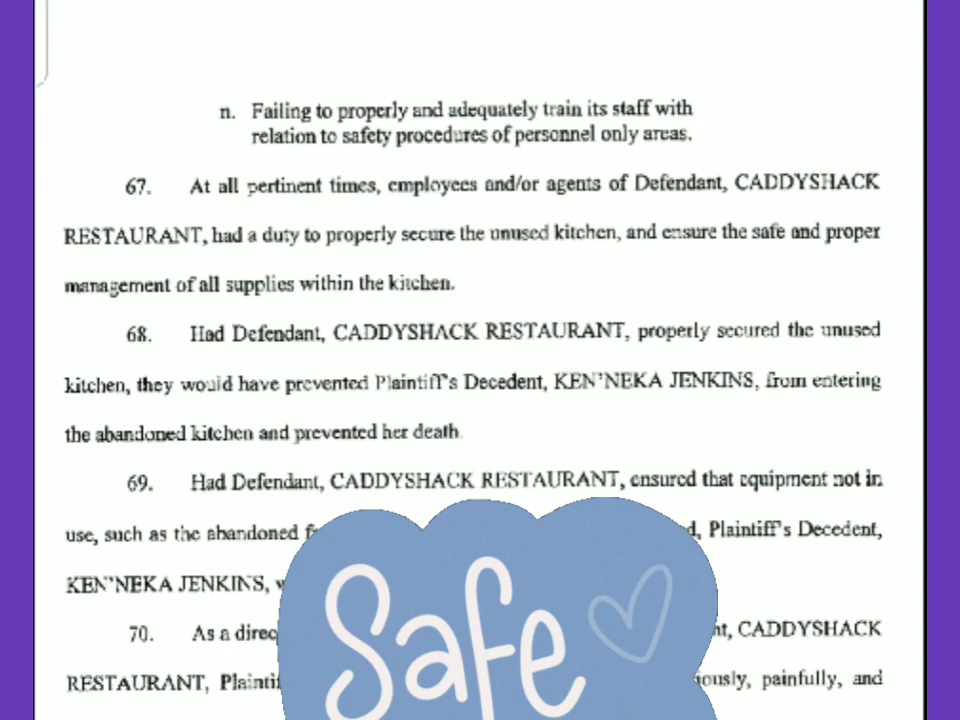 n. Failing to properly and adequately train its staff with
relation to safety procedures of personnel only areas.
67. At all pertinent times, employees and/or agents of Defendant, CADDYSHACK
RESTAURANT, had a duty to properly secure the unused kitchen, and ensure the safe and proper
management of all supplies within the kitchen.
68. Had Defendant, CADDYSHACK RESTAURANT, properly secured the unused
kitchen, they would have prevented Plaintiff's Decedent, KEN'NEKA JENKINS, from entering
the abandoned kitchen and prevented her death.
69. Had Defendant, CADDYSHACK RESTAURANT, ensured that equipment not in
use, such as the abandoned Plaintiff's Decedent,
KEN'NEKA JENKINS,
70. As a CADDYSHACK
RESTAURANT, painfully, and
Safe